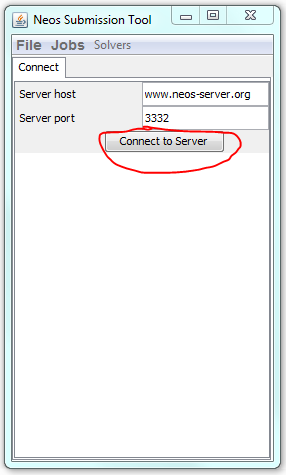 Neos Submission Tool
File Jobs Solvers
Connect
Server host www.neos-server.org
Server port 3332
Connect to Server